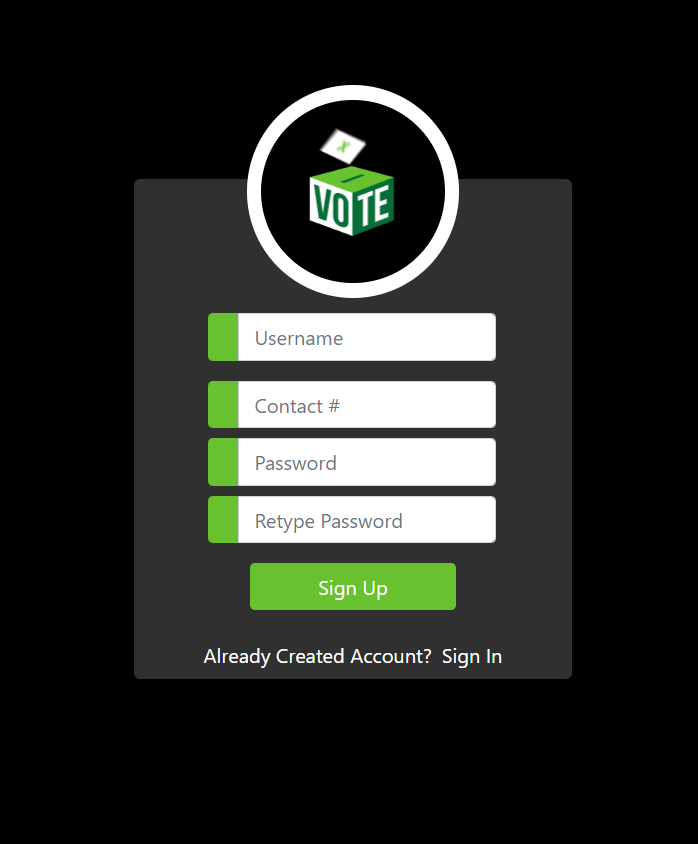 VOTE
Username
Contact #
Password
Retype Password
Sign Up
Already Created Account? Sign In